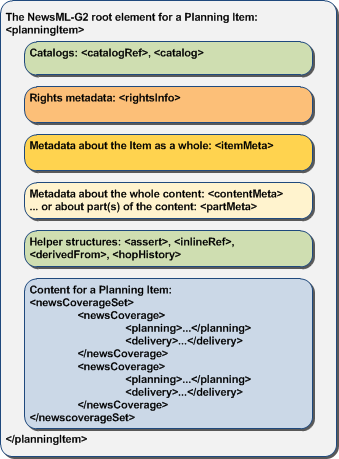 The NewsML-G2 root element for a Planning Item:
<planningItem>
Catalogs: <catalogRef>, <catalog>
Rights metadata: <rightsInfo>
Metadata about the Item as a whole: <itemMeta>
Metadata about the whole content: <contentMeta>
... or about part(s) of the content: <partMeta>
Helper structures: <assert>, <inlineRef>,
<derivedFrom>, <hopHistory>
Content for a Planning Item:
<newsCoverageSet>
<newsCoverage>
<planning>...</planning>
<delivery>...</delivery>
</newsCoverage>
<newsCoverage>
<planning>...</planning>
<delivery>...</delivery>
</newsCoverage>
</newscoverageSet>
</planningItem>